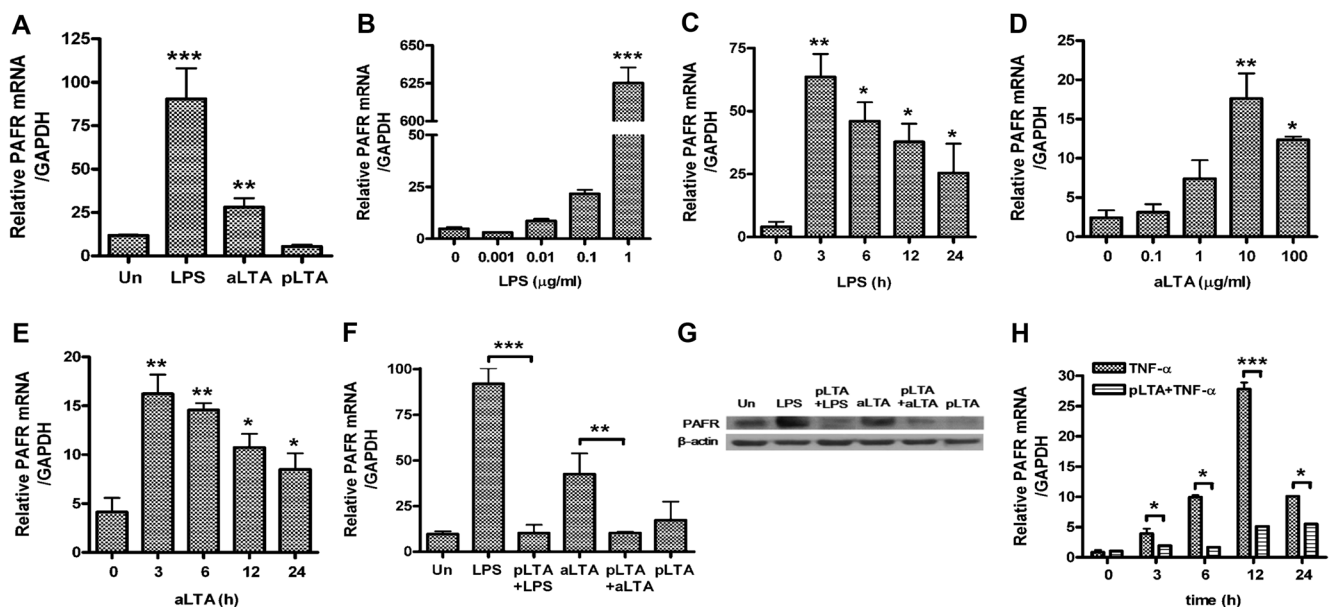 A
Relative PAFR mRNA
/GAPDH
125
100
75
50
25
0
***
**
Un LPS aLTA pLTA
B
Relative PAFR mRNA
/GAPDH
650
625
600
50
25
0
***
0 0.001 0.01 0.1 1
LPS (μg/ml)
C
Relative PAFR mRNA
/GAPDH
75
50
25
0
**
*
*
*
0 3 6 12 24
LPS (h)
D
Relative PAFR mRNA
/GAPDH
25
20
15
10
5
0
**
*
0 0.1 1 10 100
aLTA (μg/ml)
E
Relative PAFR mRNA
/GAPDH
20
15
10
5
0
**
**
*
*
0 3 6 12 24
aLTA (h)
F
Relative PAFR mRNA
/GAPDH
100
75
50
25
0
***
**
Un LPS pLTA aLTA pLTA pLTA
+LPS +aLTA
G
Un LPS pLTA aLTA pLTA pLTA
+LPS +aLTA
PAFR
β-actin
H
Relative PAFR mRNA
/GAPDH
TNF-α
pLTA+TNF-α
30
25
20
15
10
5
0
*
*
***
*
0 3 6 12 24
time (h)